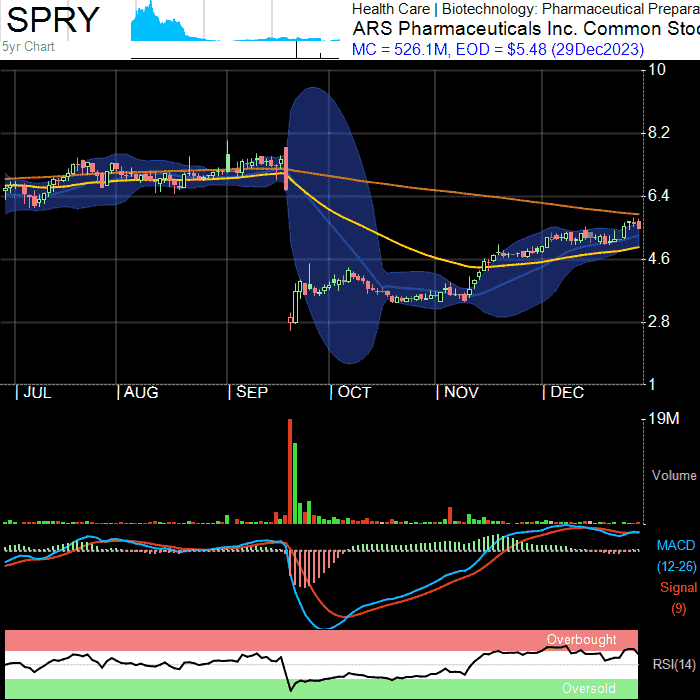 SPRY
5yr Chart
Health Care | Biotechnology: Pharmaceutical Prepara
ARS Pharmaceuticals Inc. Common Stoc
MC = 526.1M, EOD = $5.48 (29Dec2023)
10
8.2
6.4
4.6
2.8
1
| JUL | AUG | SEP | OCT | NOV | DEC
19M
Volume
MACD
(12-26)
Signal
(9)
Overbought
RSI(14)
Oversold